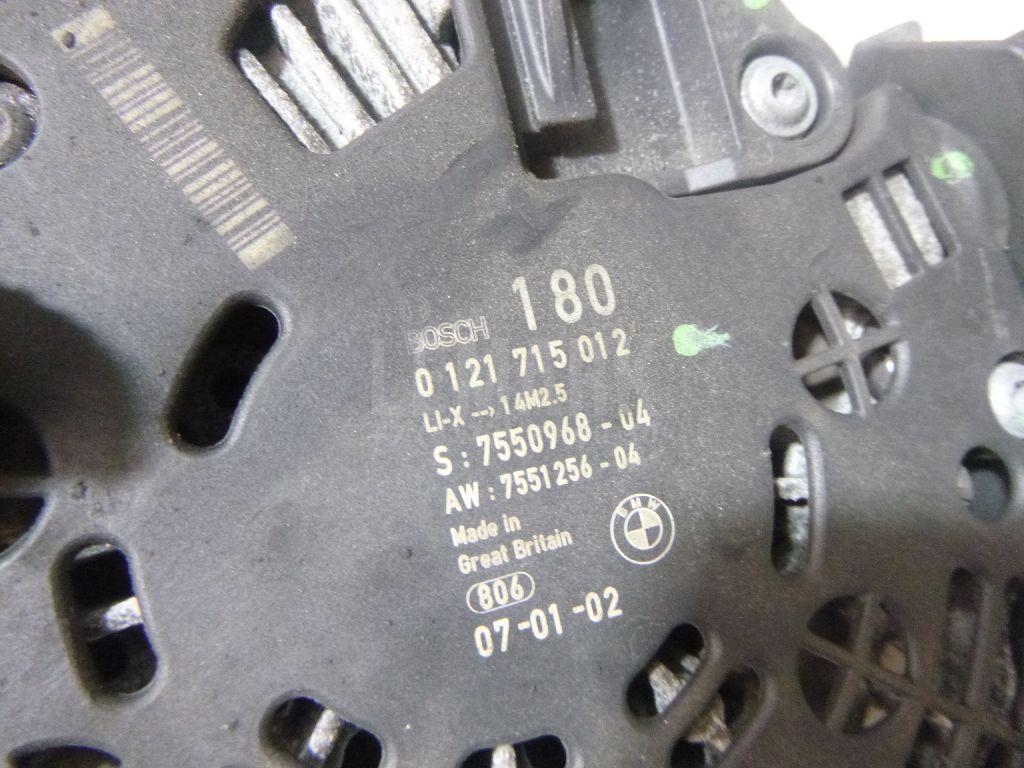 BOSCH 180
0 121 715 012
LI-X --> 14M2.5
S : 7550968 - 04
AW : 7551256 - 04
Made in
Great Britain
BMW
806
07-01-02